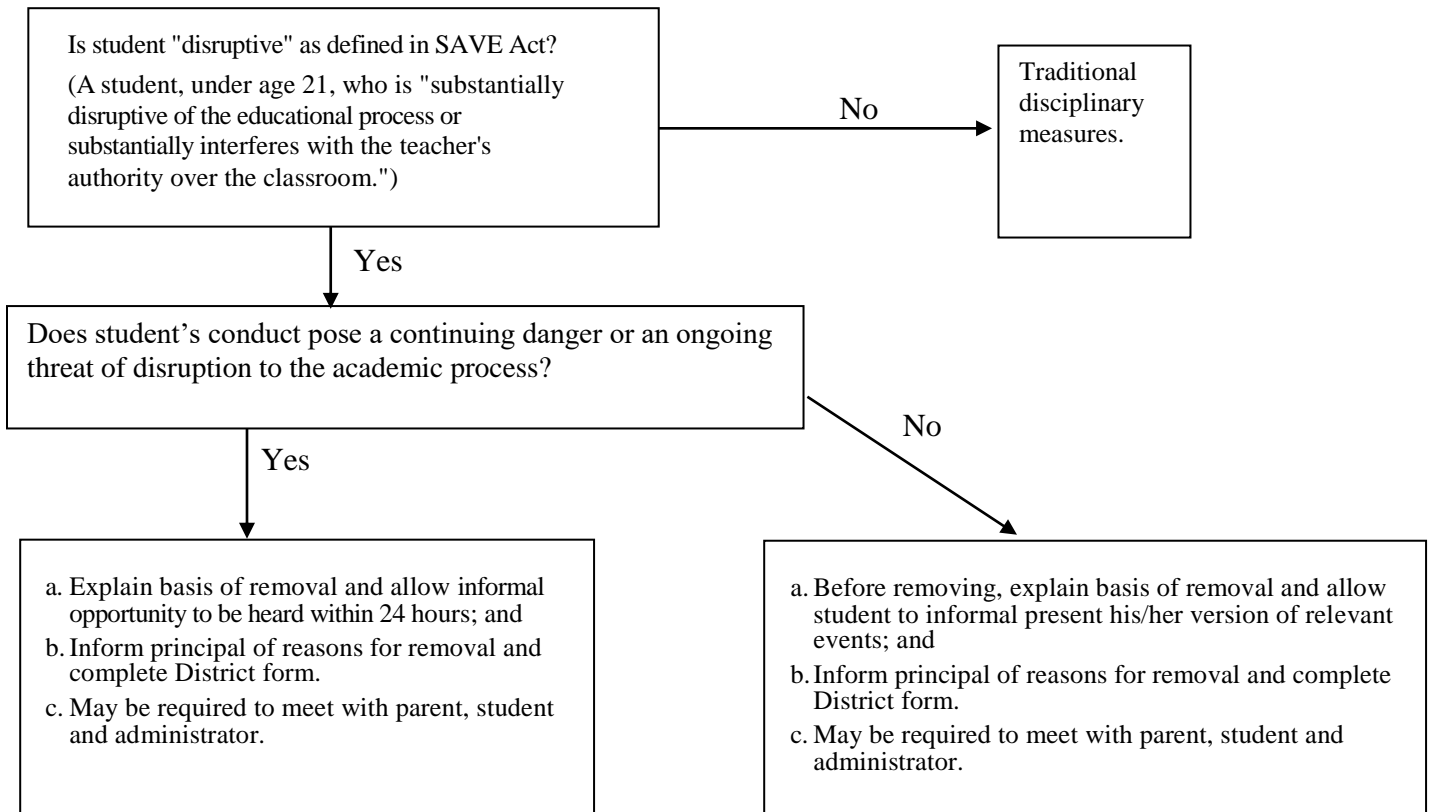 Is student "disruptive" as defined in SAVE Act?
(A student, under age 21, who is "substantially
disruptive of the educational process or
substantially interferes with the teacher's
authority over the classroom.")
No
Traditional
disciplinary
measures.
Yes
Does student’s conduct pose a continuing danger or an ongoing
threat of disruption to the academic process?
No
Yes
a. Explain basis of removal and allow informal
opportunity to be heard within 24 hours; and
b. Inform principal of reasons for removal and
complete District form.
c. May be required to meet with parent, student
and administrator.
a. Before removing, explain basis of removal and allow
student to informal present his/her version of relevant
events; and
b. Inform principal of reasons for removal and complete
District form.
c. May be required to meet with parent, student and
administrator.